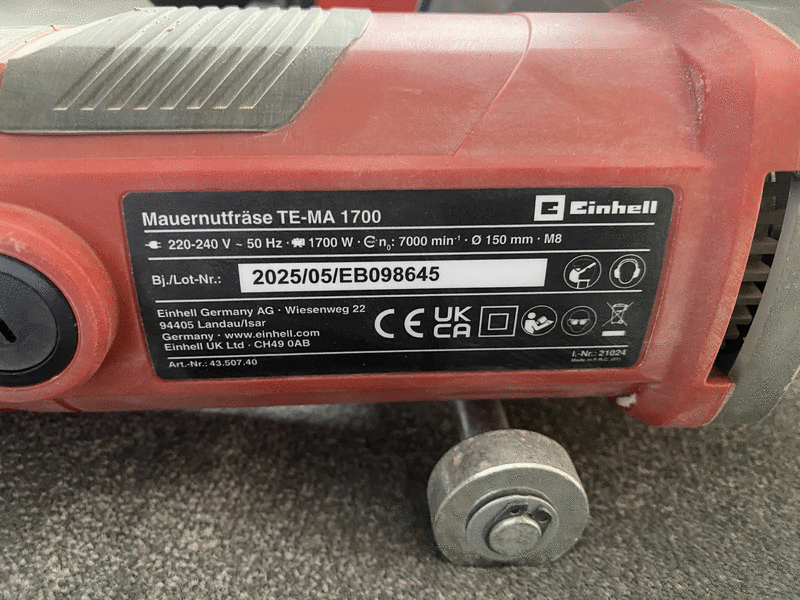 Mauernutfräse TE-MA 1700
Einhell
220-240 V ~ 50 Hz · 1700 W · n₀: 7000 min⁻¹ · Ø 150 mm · M8
Bj./Lot-Nr.: 2025/05/EB098645
Einhell Germany AG · Wiesenweg 22
94405 Landau/Isar
Germany · www.einhell.com
Einhell UK Ltd · CH49 0AB
CE UK
CA
Art.-Nr.: 43.507.40
I.-Nr.: 21024
Made in P.R.C.